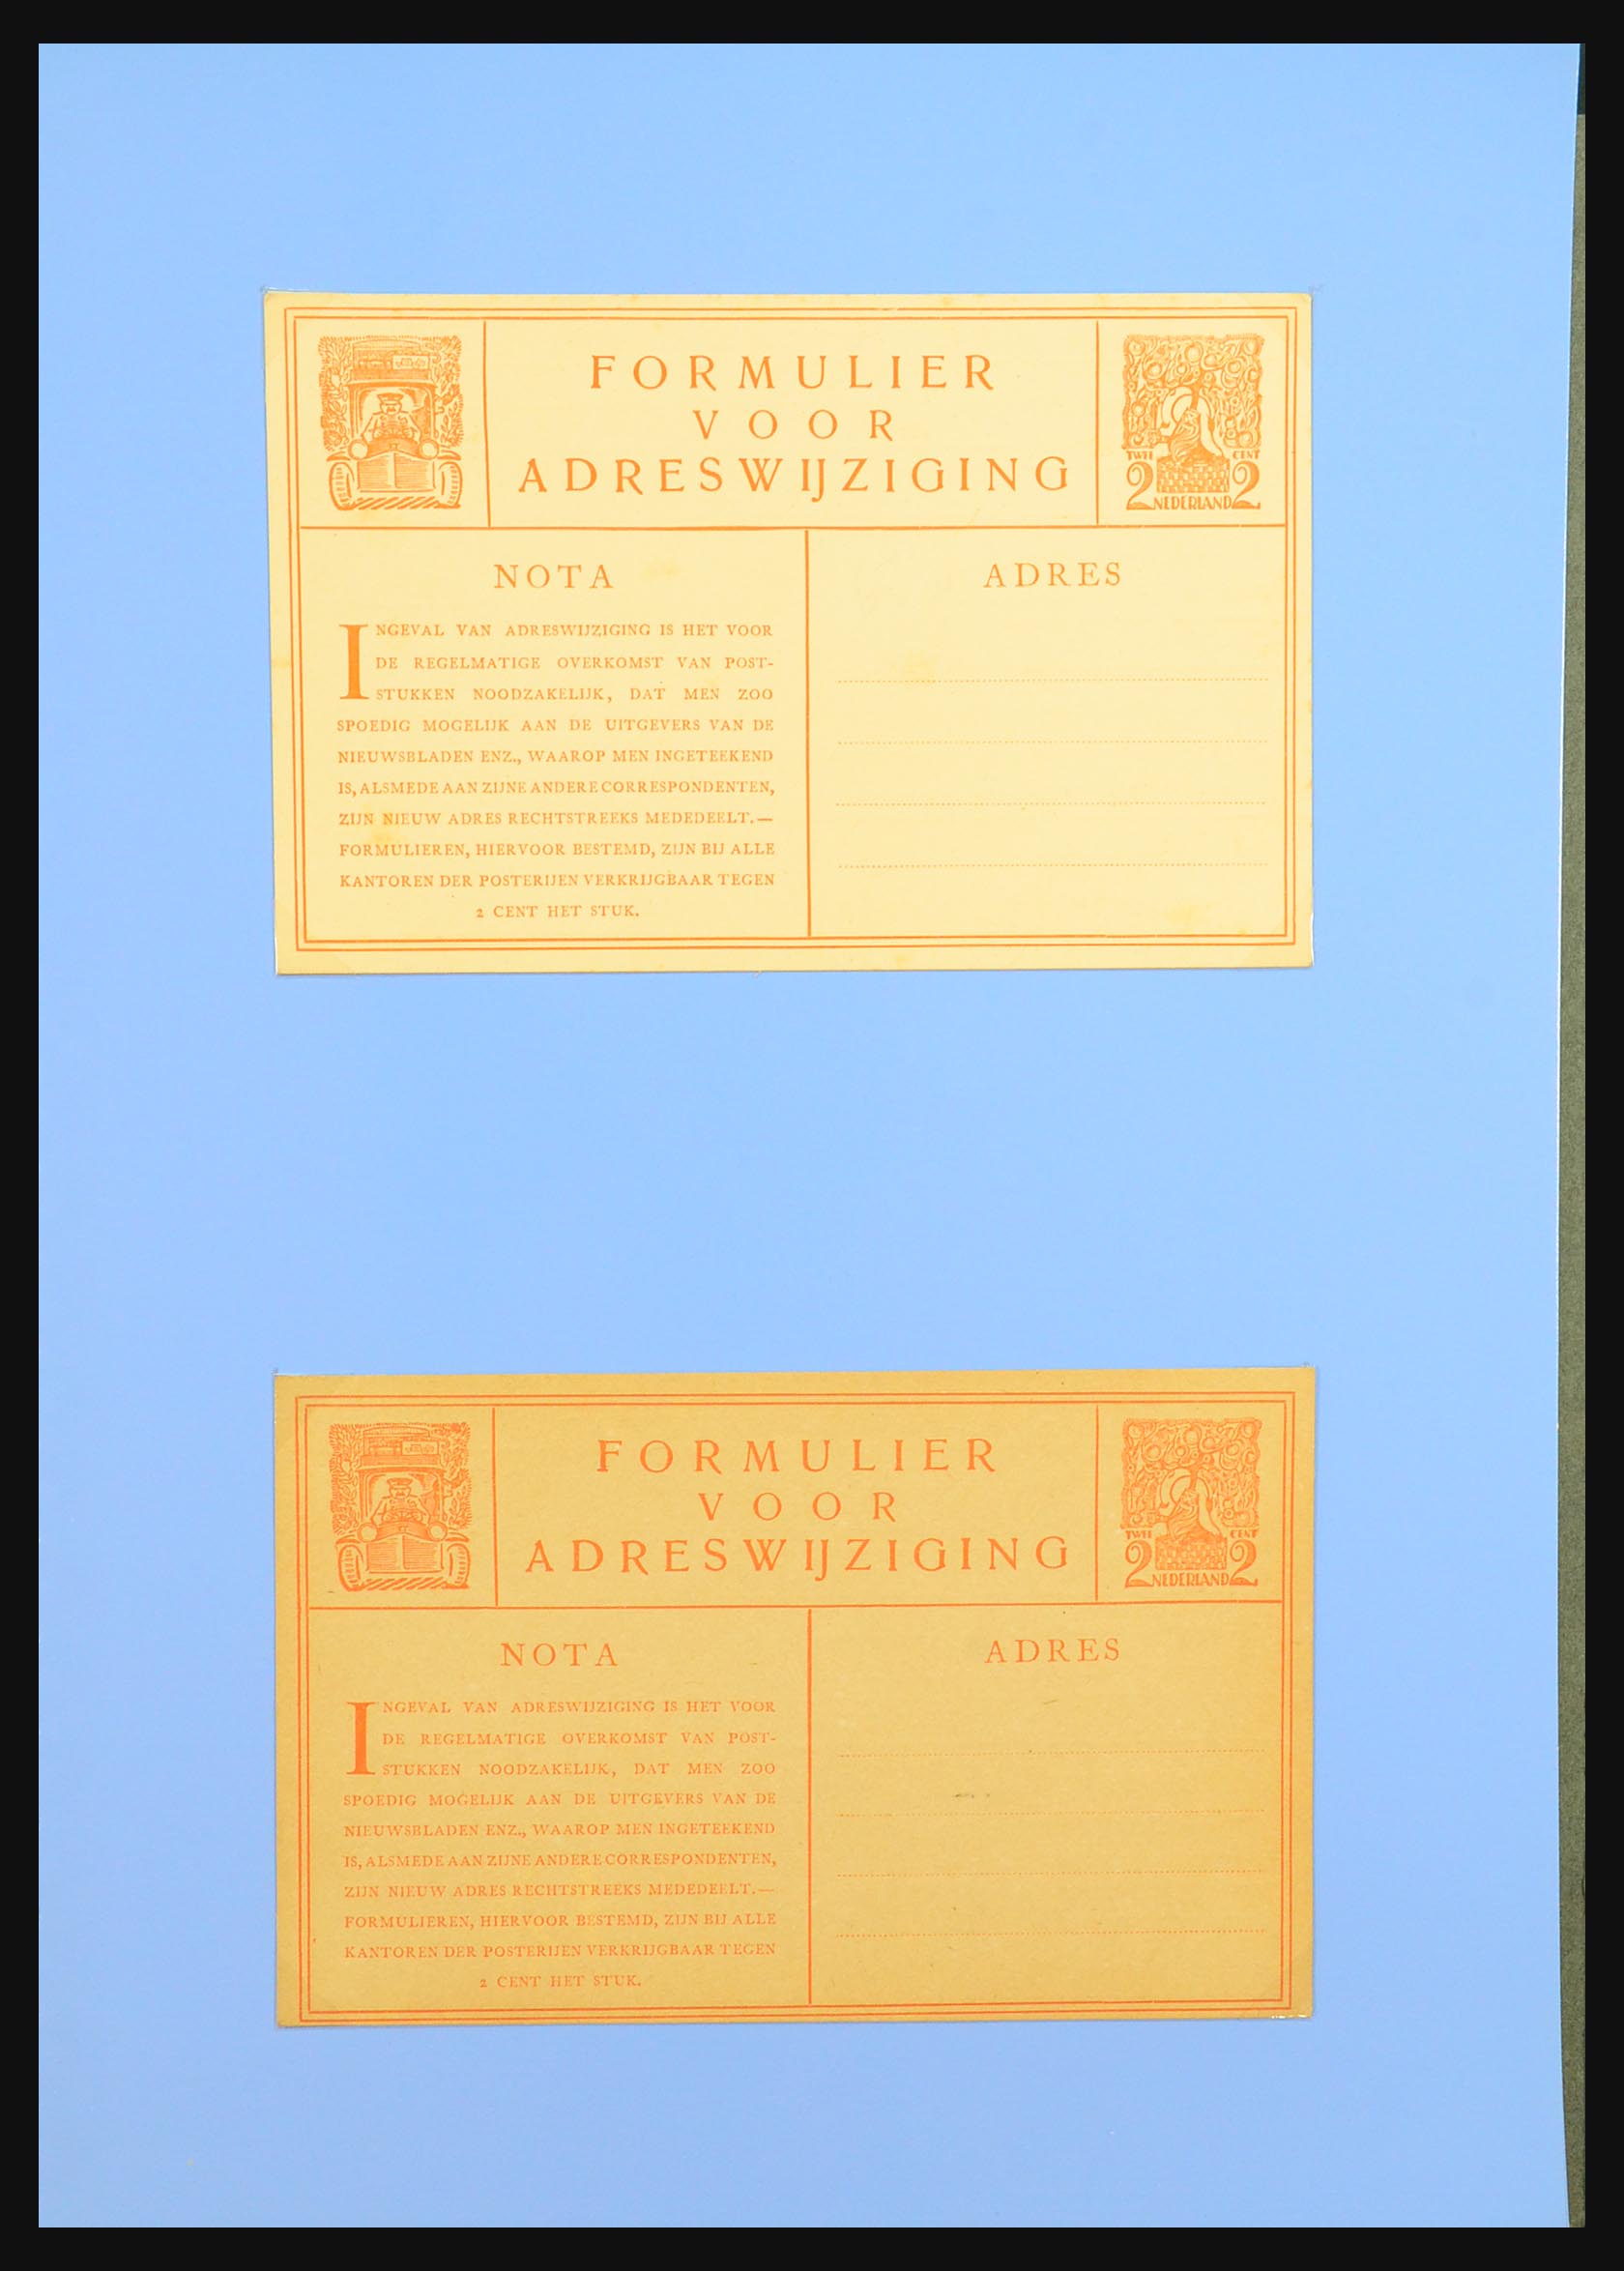 FORMULIER
VOOR
ADRESWIJZIGING
TWEE CENT
2 2
NEDERLAND
NOTA
INGEVAL VAN ADRESWIJZIGING IS HET VOOR
DE REGELMATIGE OVERKOMST VAN POST-
STUKKEN NOODZAKELIJK, DAT MEN ZOO
SPOEDIG MOGELIJK AAN DE UITGEVERS VAN DE
NIEUWSBLADEN ENZ., WAAROP MEN INGETEEKEND
IS, ALSMEDE AAN ZIJNE ANDERE CORRESPONDENTEN,
ZIJN NIEUW ADRES RECHTSTREEKS MEDEDEELT.—
FORMULIEREN, HIERVOOR BESTEMD, ZIJN BIJ ALLE
KANTOREN DER POSTERIJEN VERKRIJGBAAR TEGEN
2 CENT HET STUK.
ADRES
FORMULIER
VOOR
ADRESWIJZIGING
TWEE CENT
2 2
NEDERLAND
NOTA
INGEVAL VAN ADRESWIJZIGING IS HET VOOR
DE REGELMATIGE OVERKOMST VAN POST-
STUKKEN NOODZAKELIJK, DAT MEN ZOO
SPOEDIG MOGELIJK AAN DE UITGEVERS VAN DE
NIEUWSBLADEN ENZ., WAAROP MEN INGETEEKEND
IS, ALSMEDE AAN ZIJNE ANDERE CORRESPONDENTEN,
ZIJN NIEUW ADRES RECHTSTREEKS MEDEDEELT.—
FORMULIEREN, HIERVOOR BESTEMD, ZIJN BIJ ALLE
KANTOREN DER POSTERIJEN VERKRIJGBAAR TEGEN
2 CENT HET STUK.
ADRES